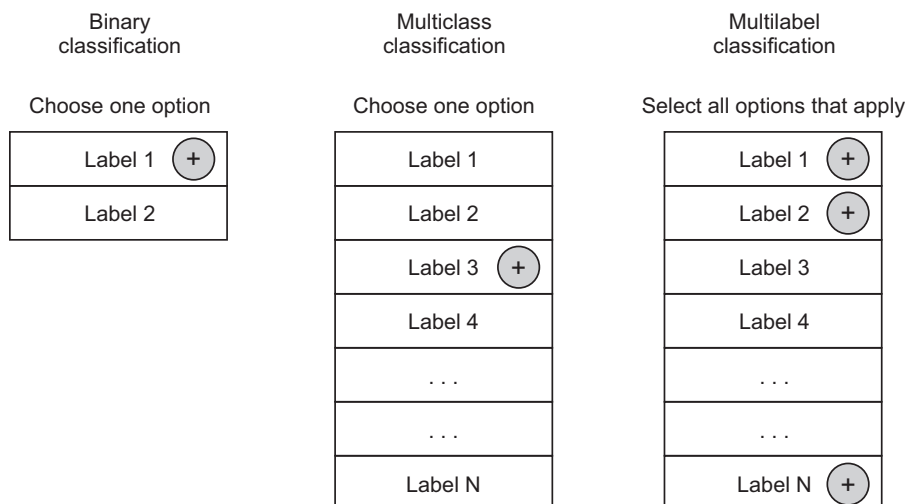 Binary
classification
Choose one option
Label 1 +
Label 2
Multiclass
classification
Choose one option
Label 1
Label 2
Label 3 +
Label 4
. . .
. . .
Label N
Multilabel
classification
Select all options that apply
Label 1 +
Label 2 +
Label 3
Label 4
. . .
. . .
Label N +